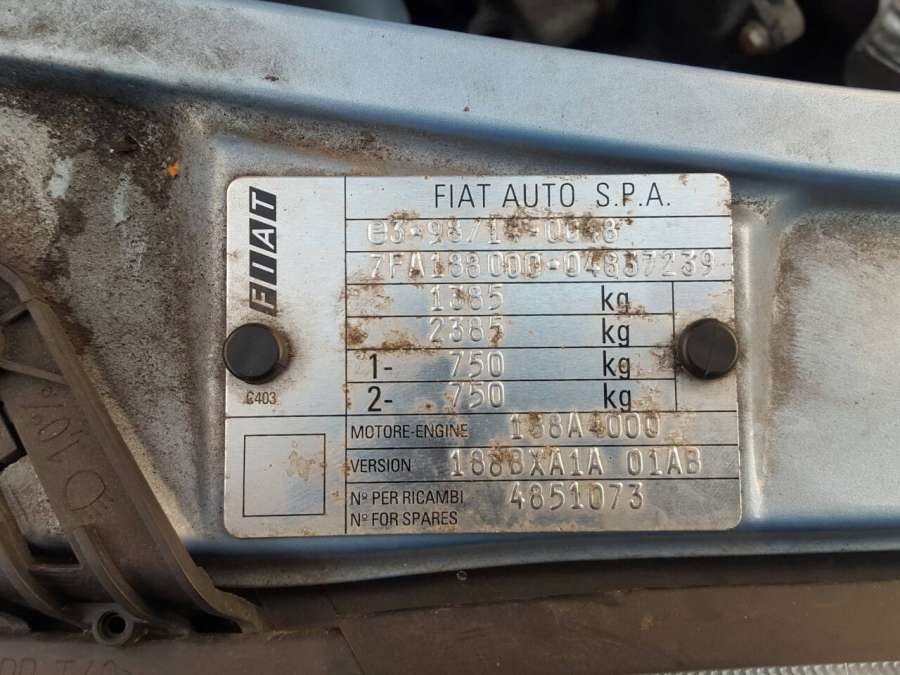 FIAT
FIAT AUTO S.P.A.
ZFA188000-04837239
1385 kg
2385 kg
1- 750 kg
2- 750 kg
C403
MOTORE-ENGINE 188A4000
VERSION 188BXA1A 01AB
Nº PER RICAMBI 4851073
Nº FOR SPARES